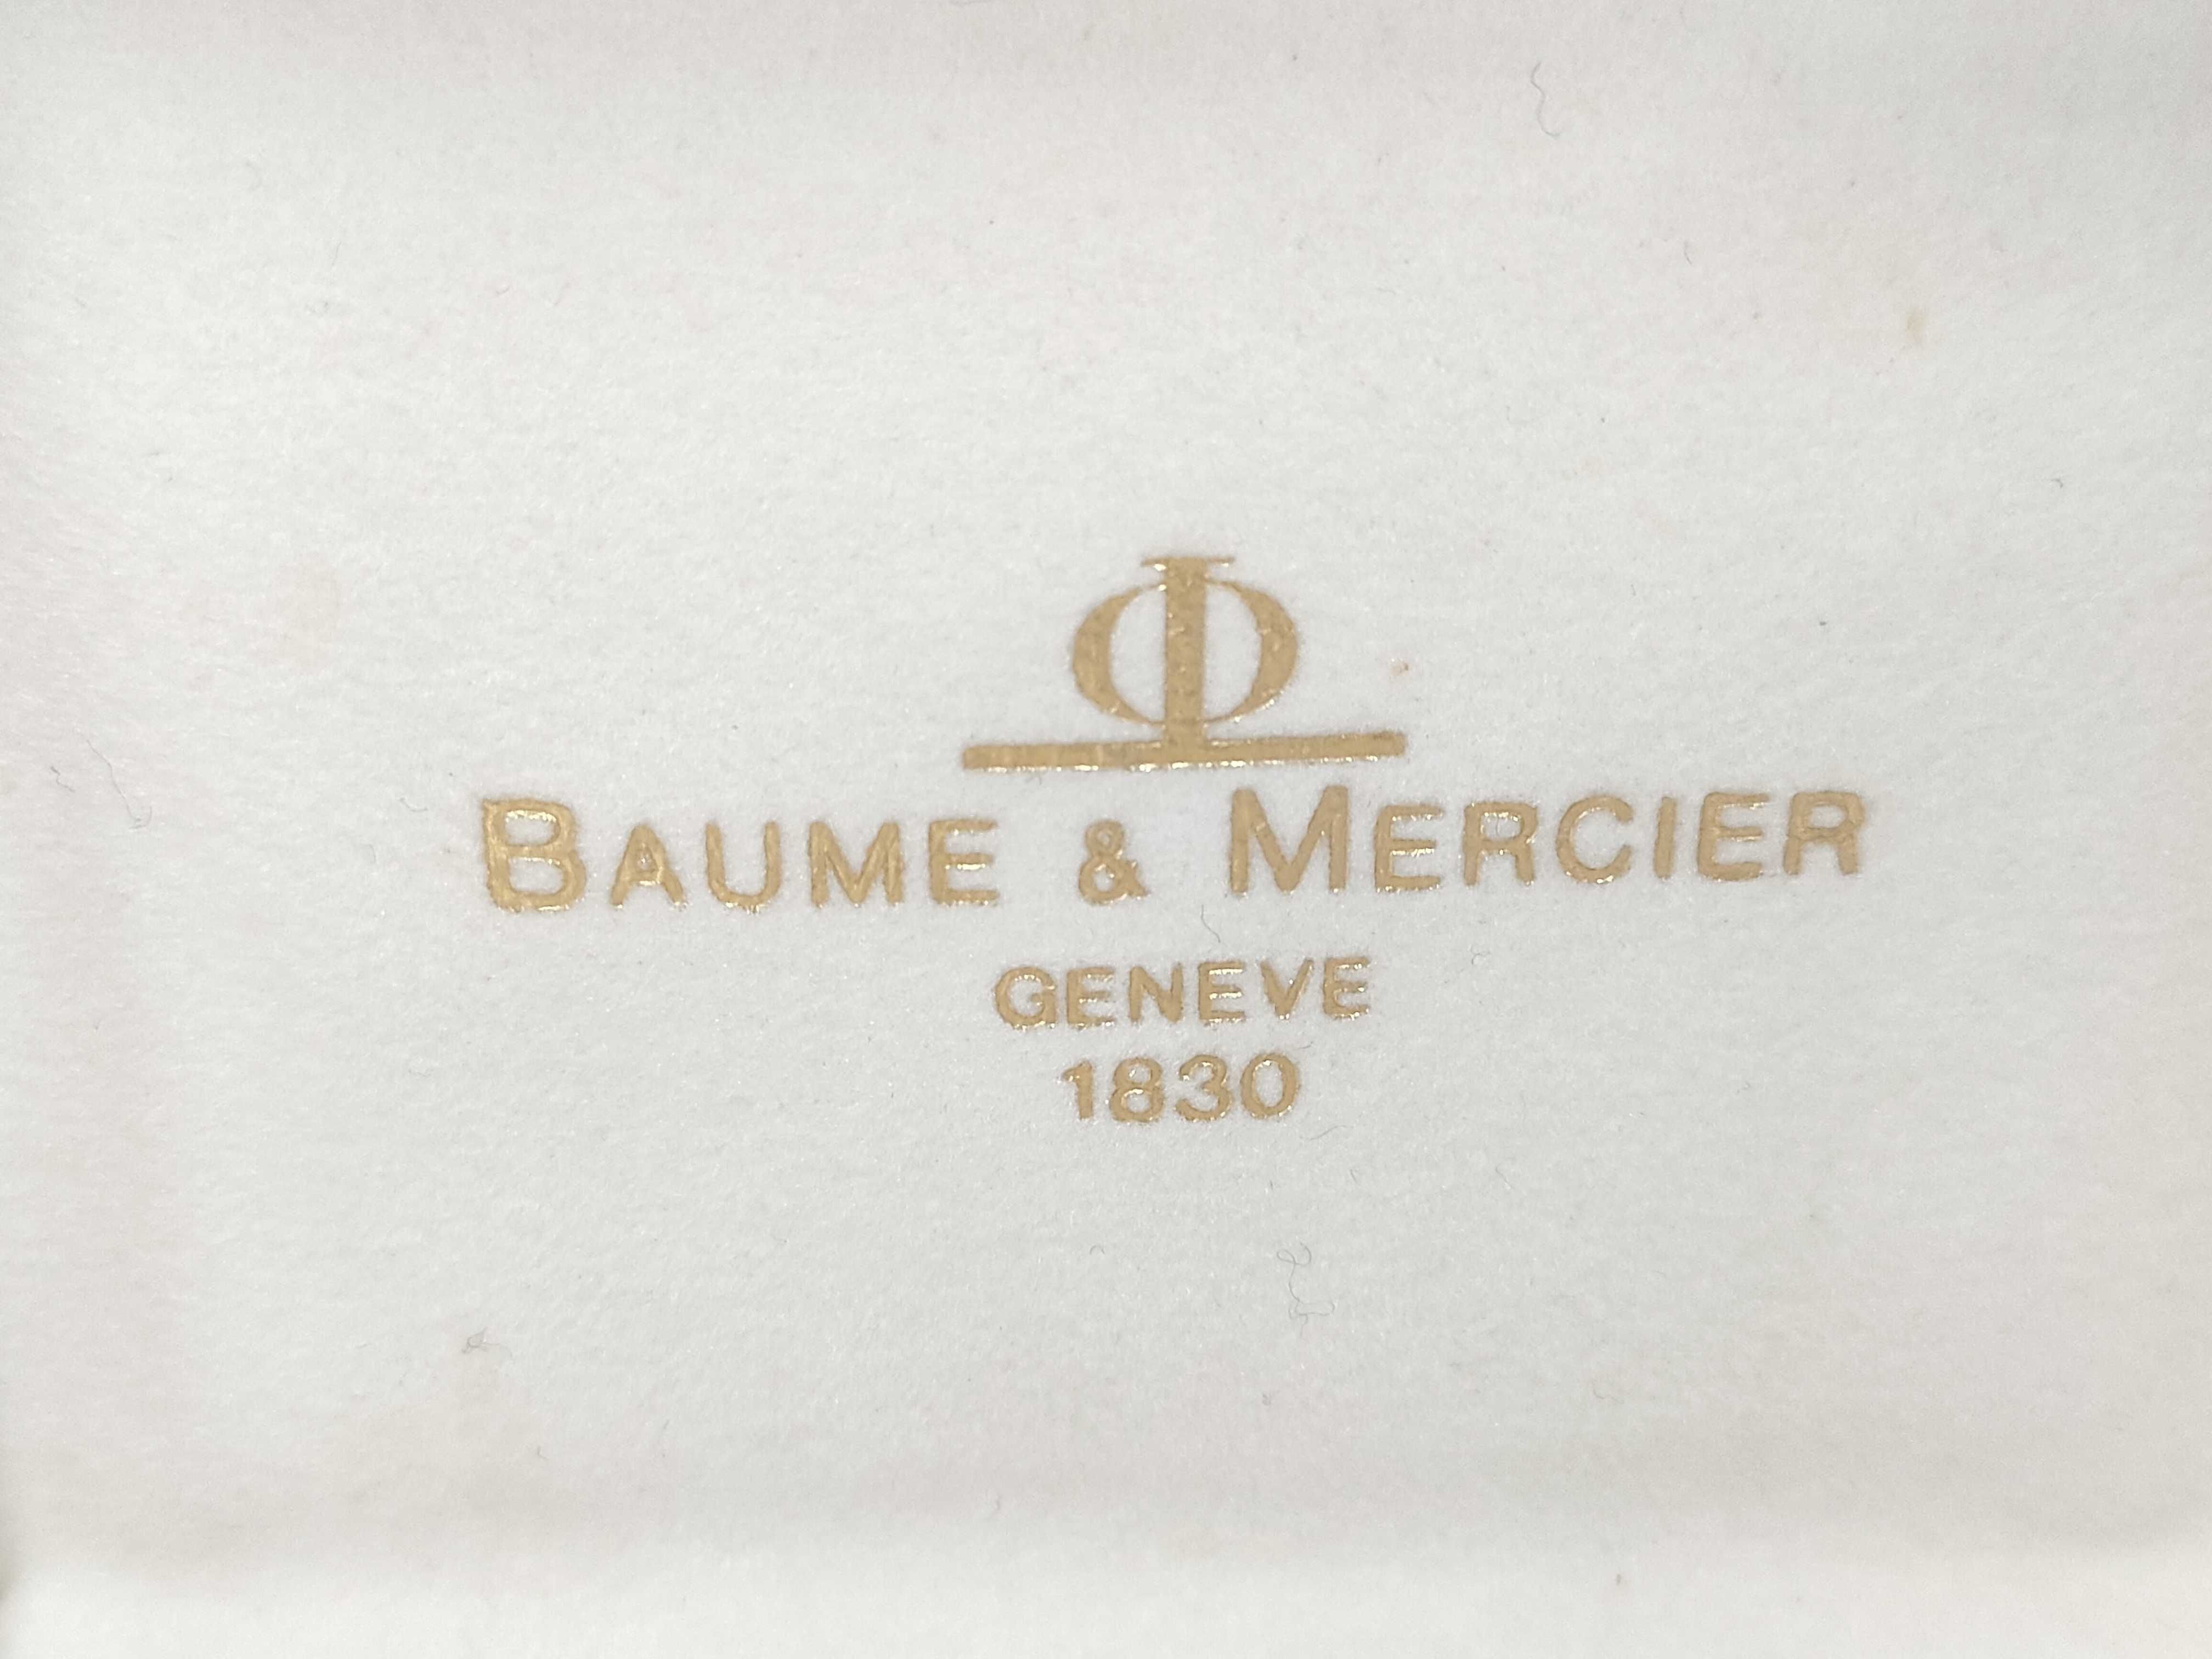 BAUME & MERCIER
GENEVE
1830